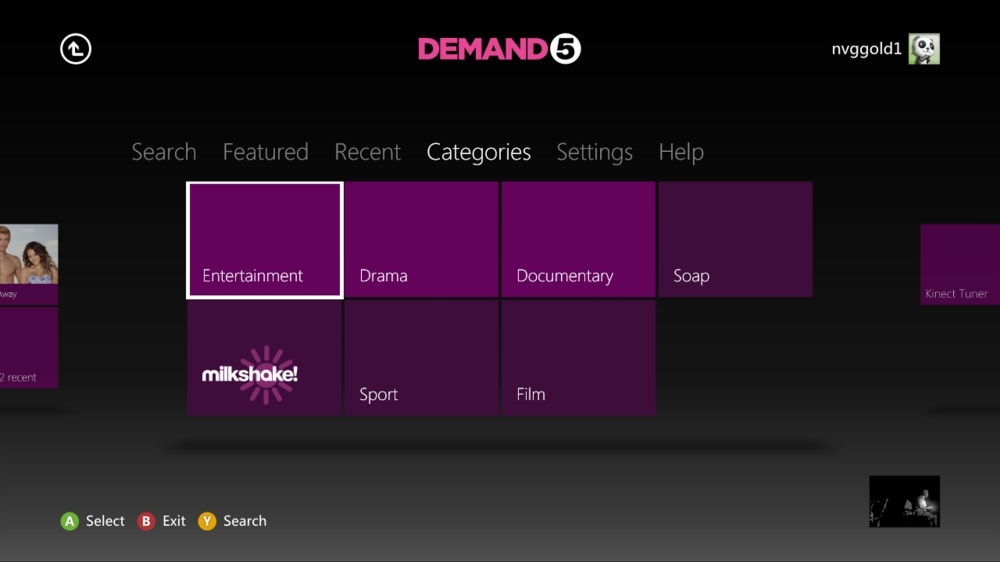 DEMAND 5
nvggold1
Search Featured Recent Categories Settings Help
Entertainment Drama Documentary Soap
Away
Kinect Tuner
2 recent
milkshake! Sport Film
A Select B Exit Y Search